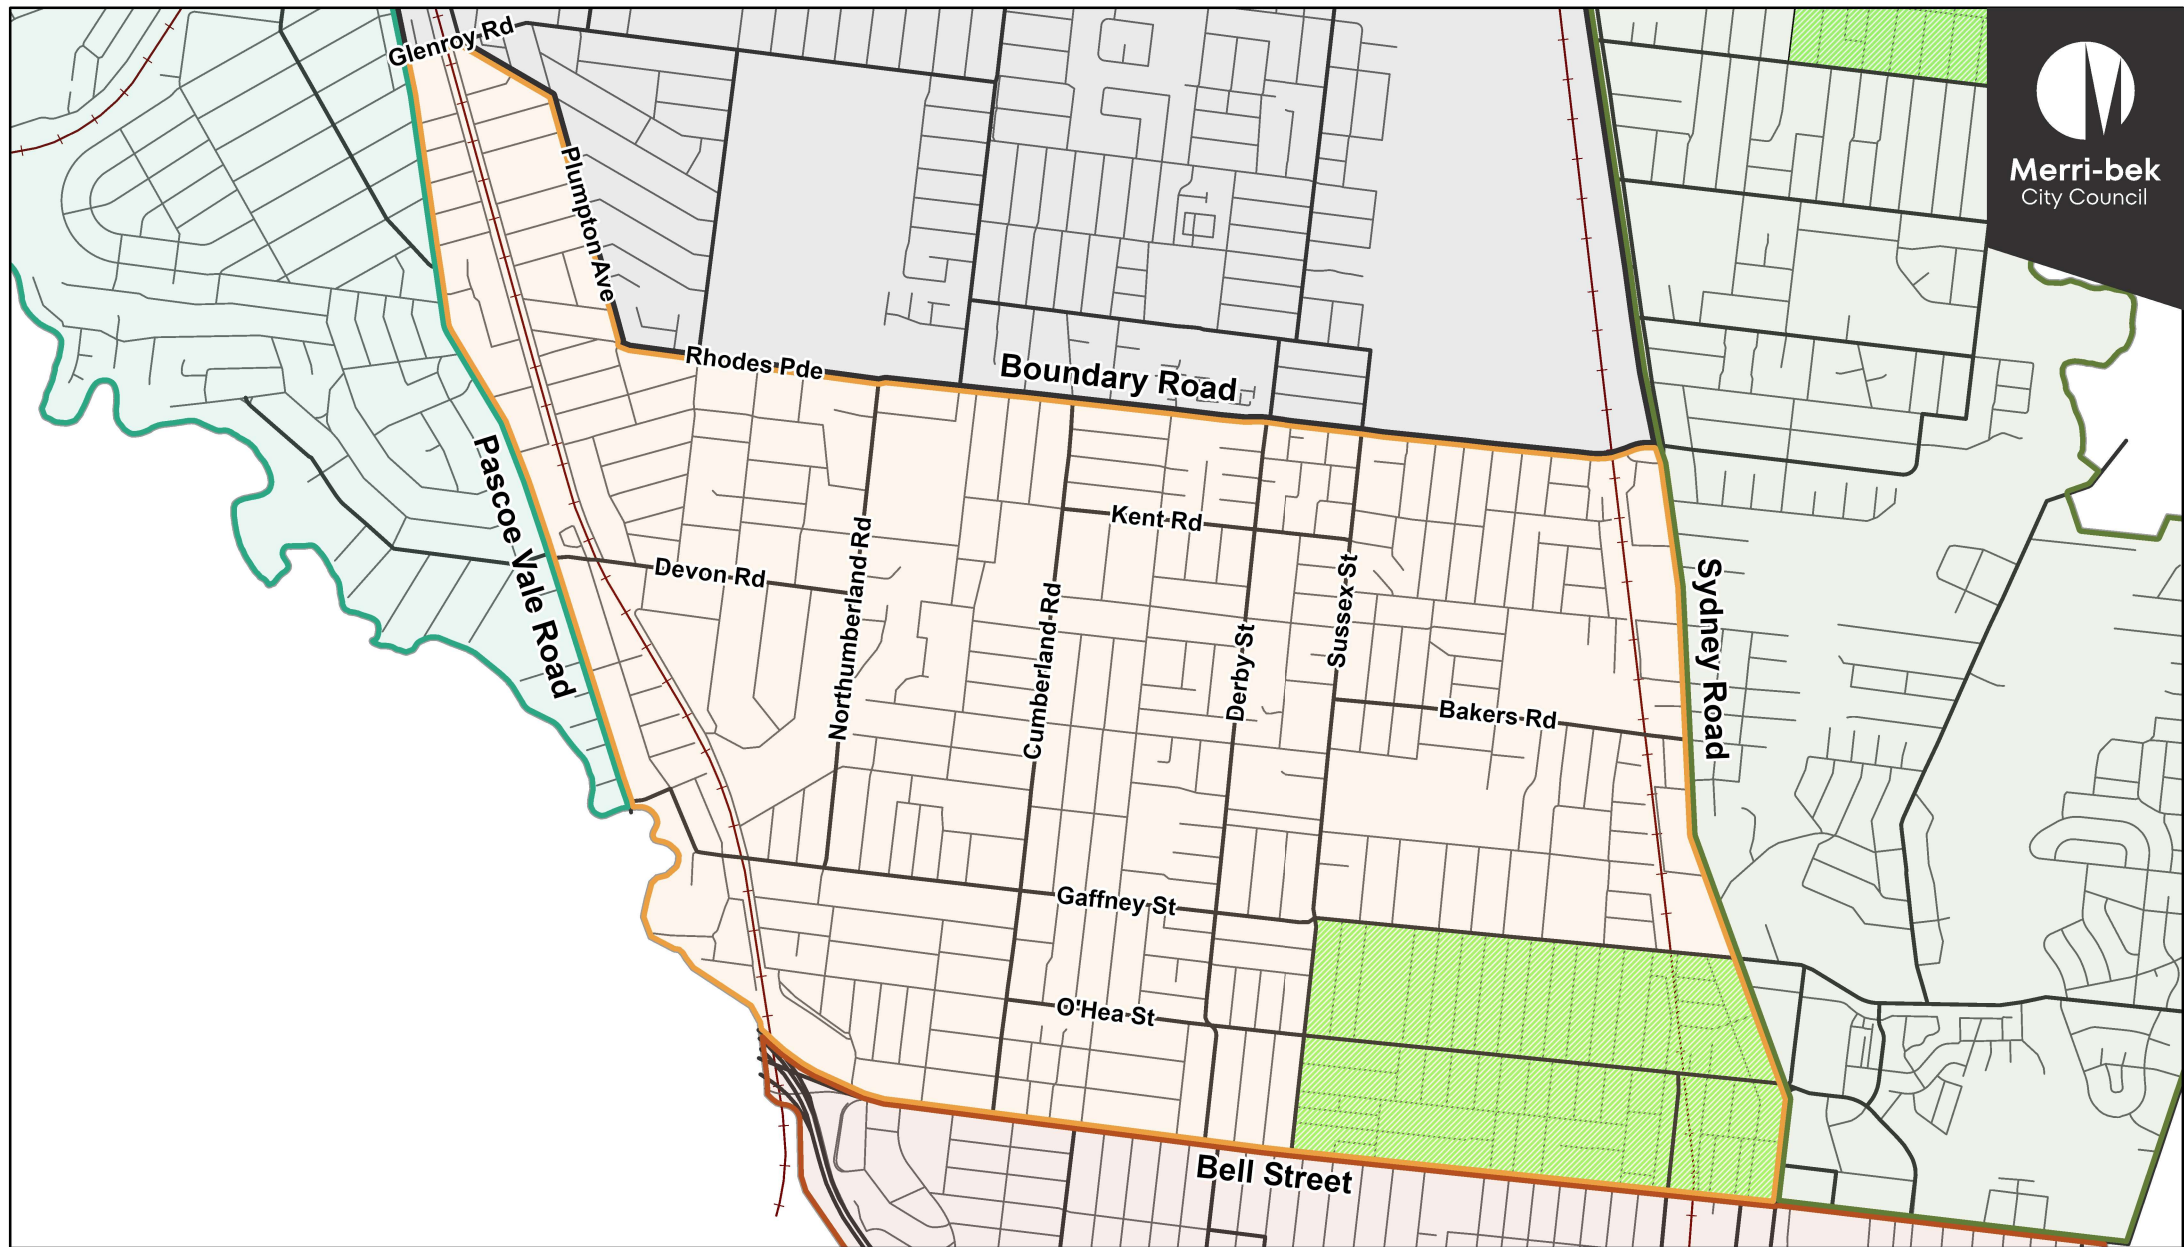 Glenroy Rd
Merri-bek
City Council
Plumpton Ave
Rhodes Pde
Boundary Road
Pascoe Vale Road
Kent Rd
Devon Rd
Northumberland Rd
Cumberland Rd
Derby St
Sussex St
Sydney Road
Bakers Rd
Gaffney St
O'Hea St
Bell Street